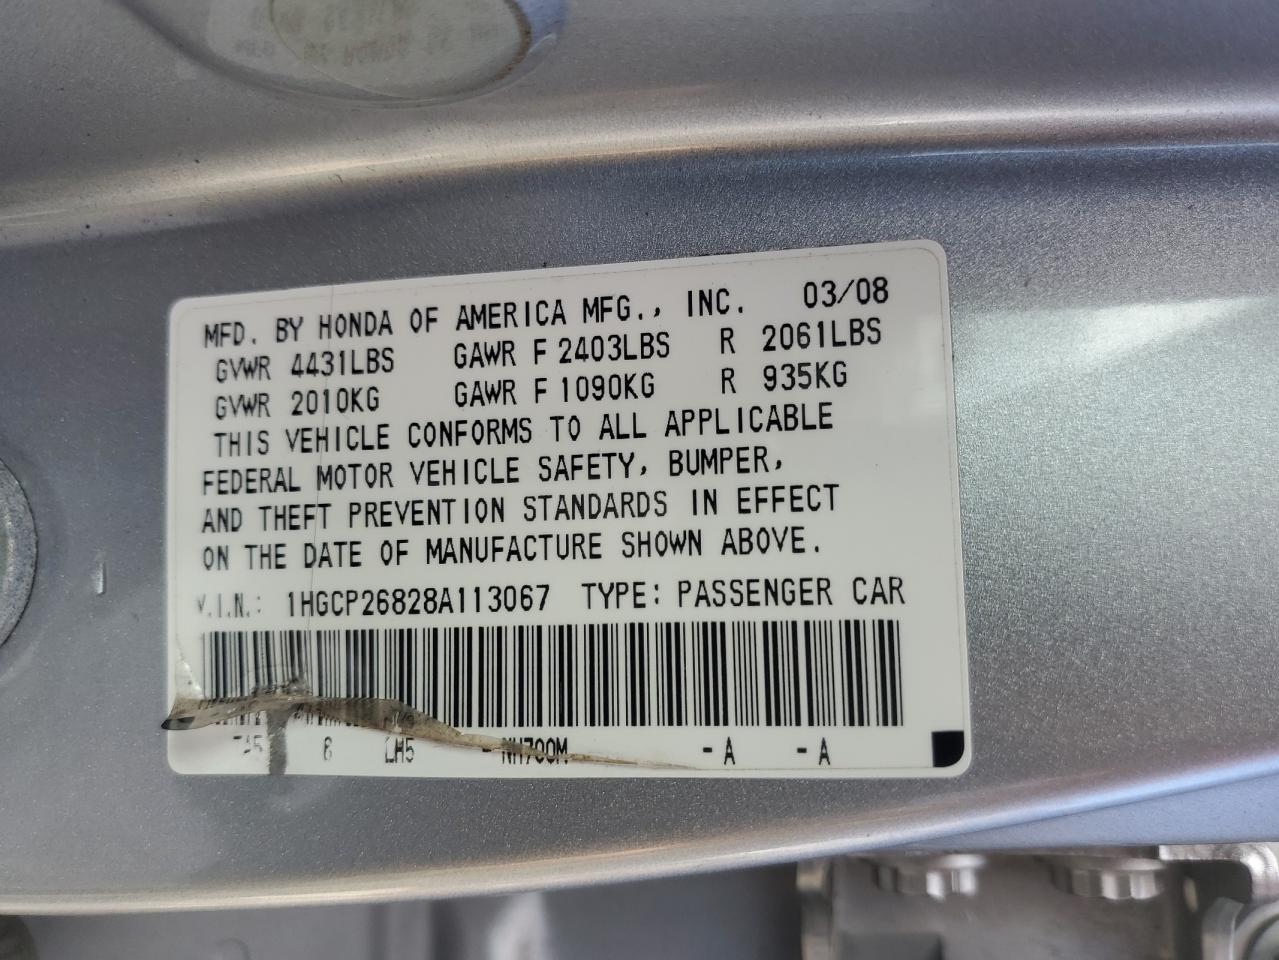 MFD. BY HONDA OF AMERICA MFG., INC. 03/08
GVWR 4431LBS GAWR F 2403LBS R 2061LBS
GVWR 2010KG GAWR F 1090KG R 935KG
THIS VEHICLE CONFORMS TO ALL APPLICABLE
FEDERAL MOTOR VEHICLE SAFETY, BUMPER,
AND THEFT PREVENTION STANDARDS IN EFFECT
ON THE DATE OF MANUFACTURE SHOWN ABOVE.
V.I.N.: 1HGCP26828A113067 TYPE: PASSENGER CAR
- NH700M -A -A